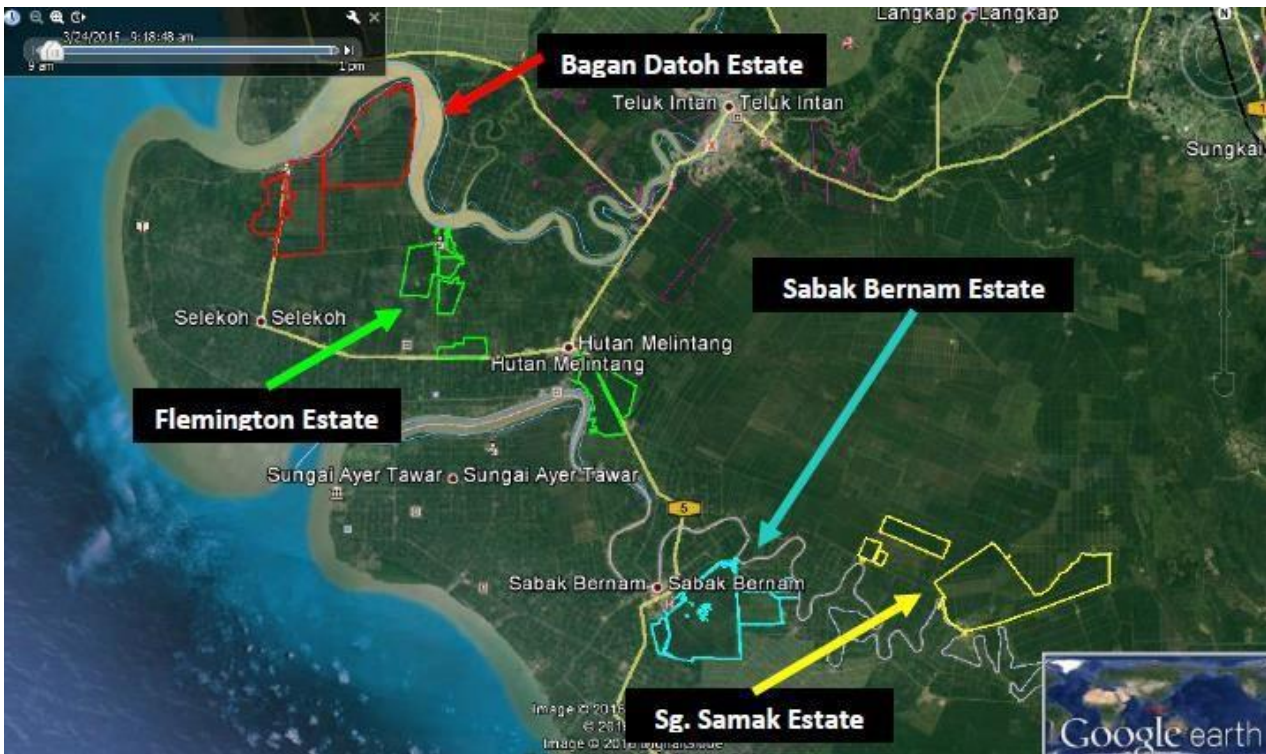 3/24/2015 9:18:48 am
9 am
1 pm
Langkap
Langkap
N
Bagan Datoh Estate
Teluk Intan
Teluk Intan
1
Sungkai
Sabak Bernam Estate
Selekoh
Selekoh
Hutan Melintang
Hutan Melintang
Flemington Estate
Sungai Ayer Tawar
Sungai Ayer Tawar
5
Sabak Bernam
Sabak Bernam
Sg. Samak Estate
Google earth